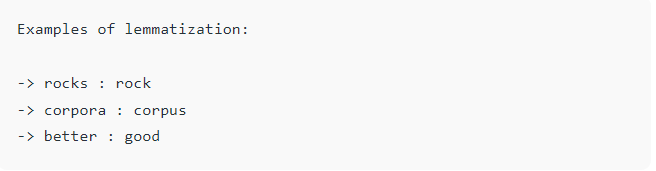 Examples of lemmatization:
-> rocks : rock
-> corpora : corpus
-> better : good